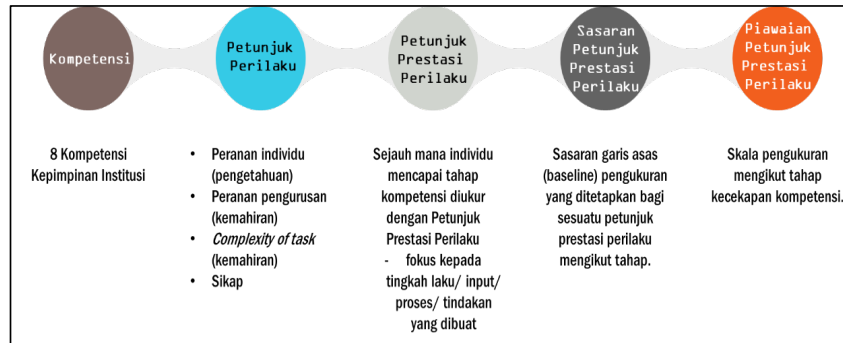 Kompetensi
Petunjuk
Perilaku
Petunjuk
Prestasi
Perilaku
Sasaran
Petunjuk
Prestasi
Perilaku
Piawaian
Petunjuk
Prestasi
Perilaku
8 Kompetensi
Kepimpinan Institusi
• Peranan individu
(pengetahuan)
• Peranan pengurusan
(kemahiran)
• Complexity of task
(kemahiran)
• Sikap
Sejauh mana individu
mencapai tahap
kompetensi diukur
dengan Petunjuk
Prestasi Perilaku
- fokus kepada
tingkah laku/ input/
proses/ tindakan
yang dibuat
Sasaran garis asas
(baseline) pengukuran
yang ditetapkan bagi
sesuatu petunjuk
prestasi perilaku
mengikut tahap.
Skala pengukuran
mengikut tahap
kecekapan kompetensi.